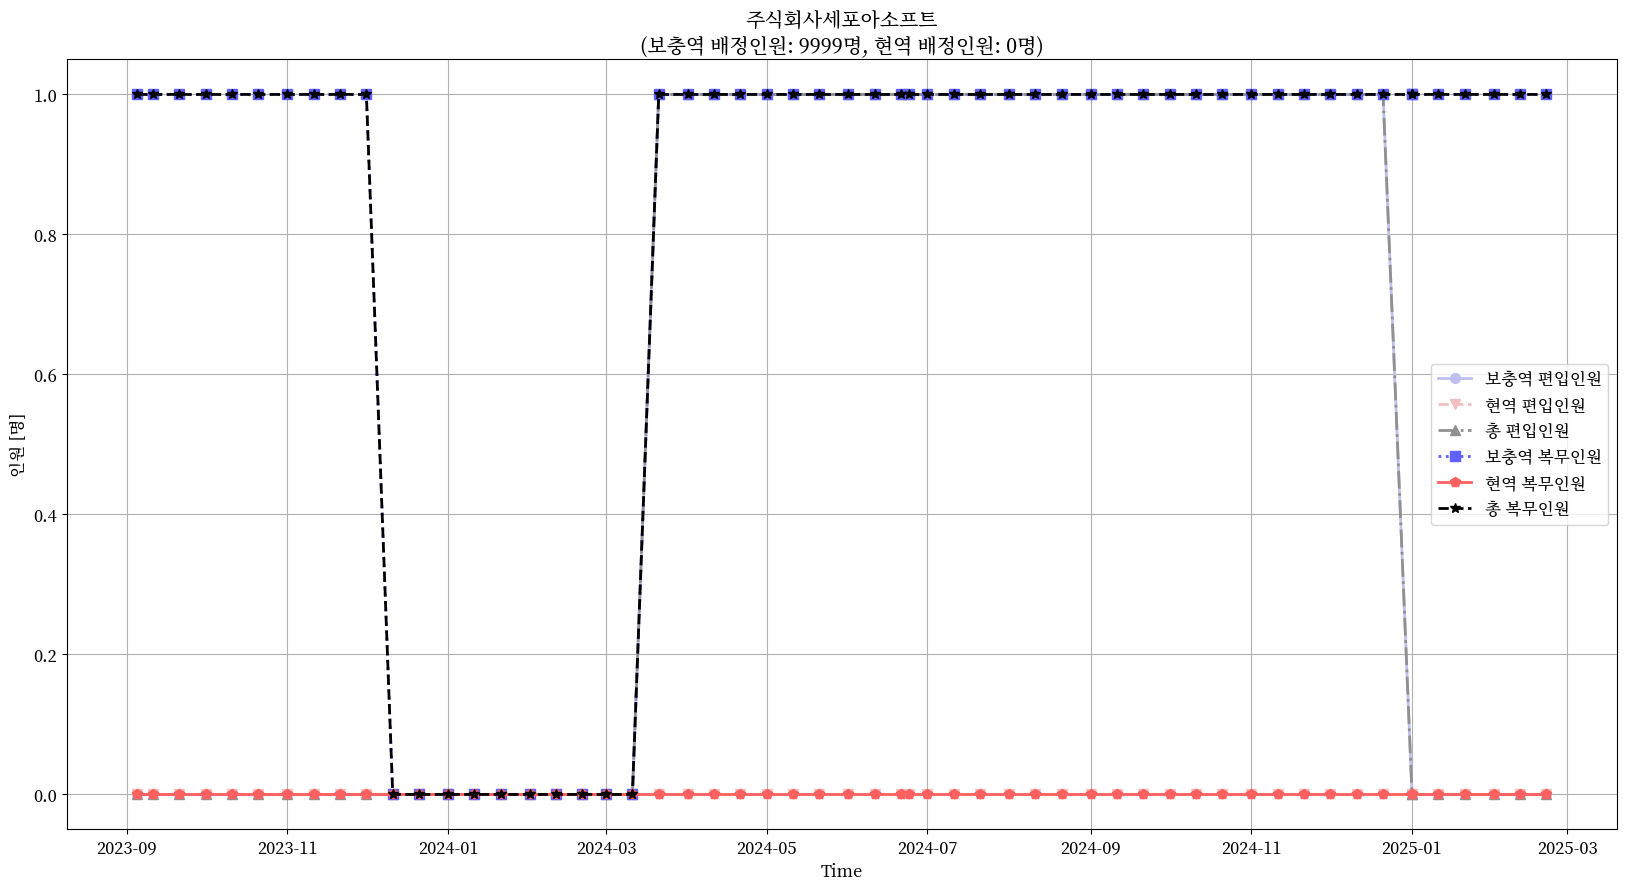 주식회사세포아소프트
(보충역 배정인원: 9999명, 현역 배정인원: 0명)
1.0
0.8
0.6
0.4
0.2
0.0
인원 [명]
보충역 편입인원
현역 편입인원
총 편입인원
보충역 복무인원
현역 복무인원
총 복무인원
2023-09 2023-11 2024-01 2024-03 2024-05 2024-07 2024-09 2024-11 2025-01 2025-03
Time